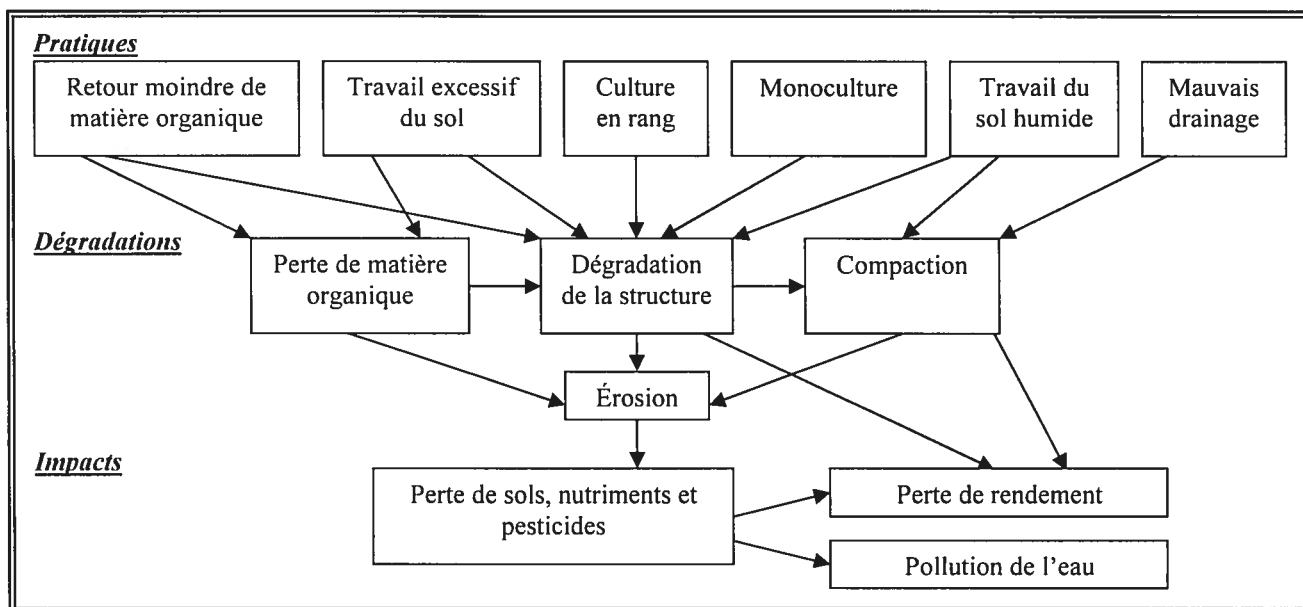 Pratiques
Retour moindre de
matière organique
Travail excessif
du sol
Culture
en rang
Monoculture
Travail du
sol humide
Mauvais
drainage
Dégradations
Perte de matière
organique
Dégradation
de la structure
Compaction
Érosion
Impacts
Perte de sols, nutriments et
pesticides
Perte de rendement
Pollution de l'eau